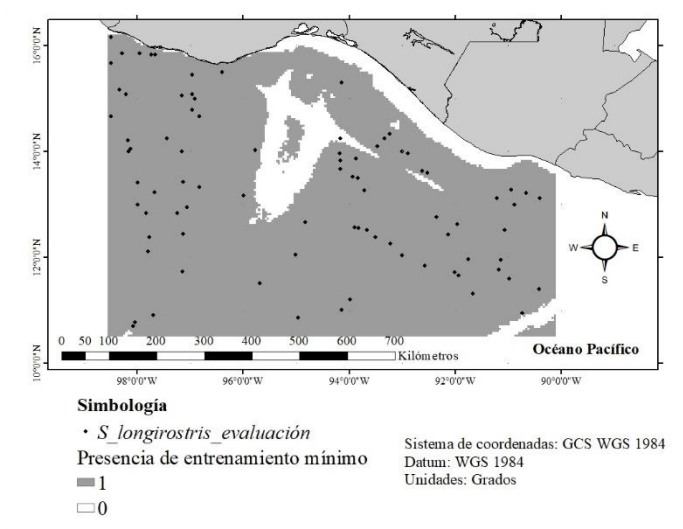 16°0'0"N
14°0'0"N
12°0'0"N
10°0'0"N
N
W E
S
0 50 100 200 300 400 500 600 700
Kilómetros
Océano Pacífico
98°0'0"W 96°0'0"W 94°0'0"W 92°0'0"W 90°0'0"W
Simbología
S_longirostris_evaluación
Presencia de entrenamiento mínimo
1
0
Sistema de coordenadas: GCS WGS 1984
Datum: WGS 1984
Unidades: Grados